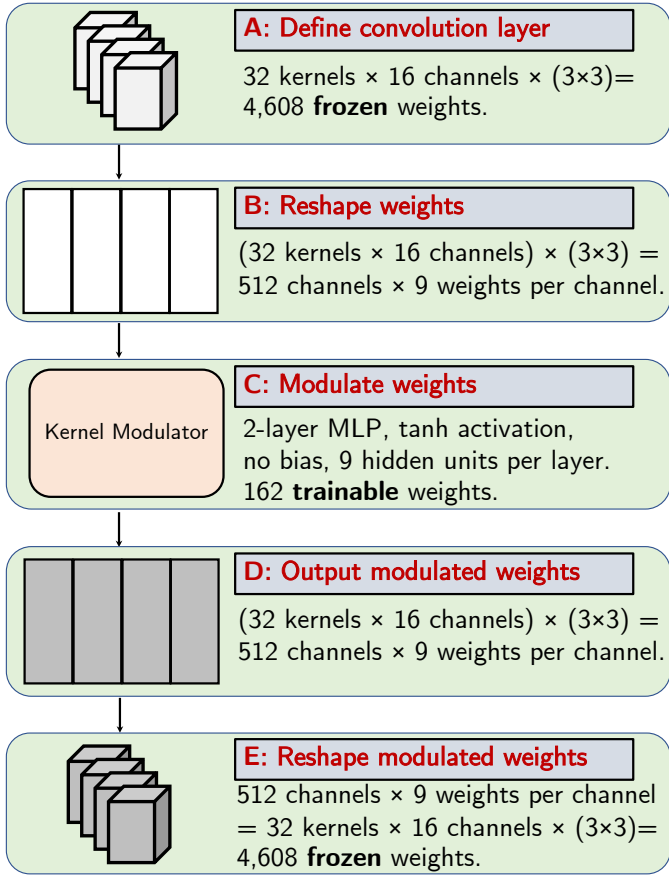 A: Define convolution layer
32 kernels × 16 channels × (3×3)=
4,608 frozen weights.
B: Reshape weights
(32 kernels × 16 channels) × (3×3) =
512 channels × 9 weights per channel.
Kernel Modulator
C: Modulate weights
2-layer MLP, tanh activation,
no bias, 9 hidden units per layer.
162 trainable weights.
D: Output modulated weights
(32 kernels × 16 channels) × (3×3) =
512 channels × 9 weights per channel.
E: Reshape modulated weights
512 channels × 9 weights per channel
= 32 kernels × 16 channels × (3×3)=
4,608 frozen weights.